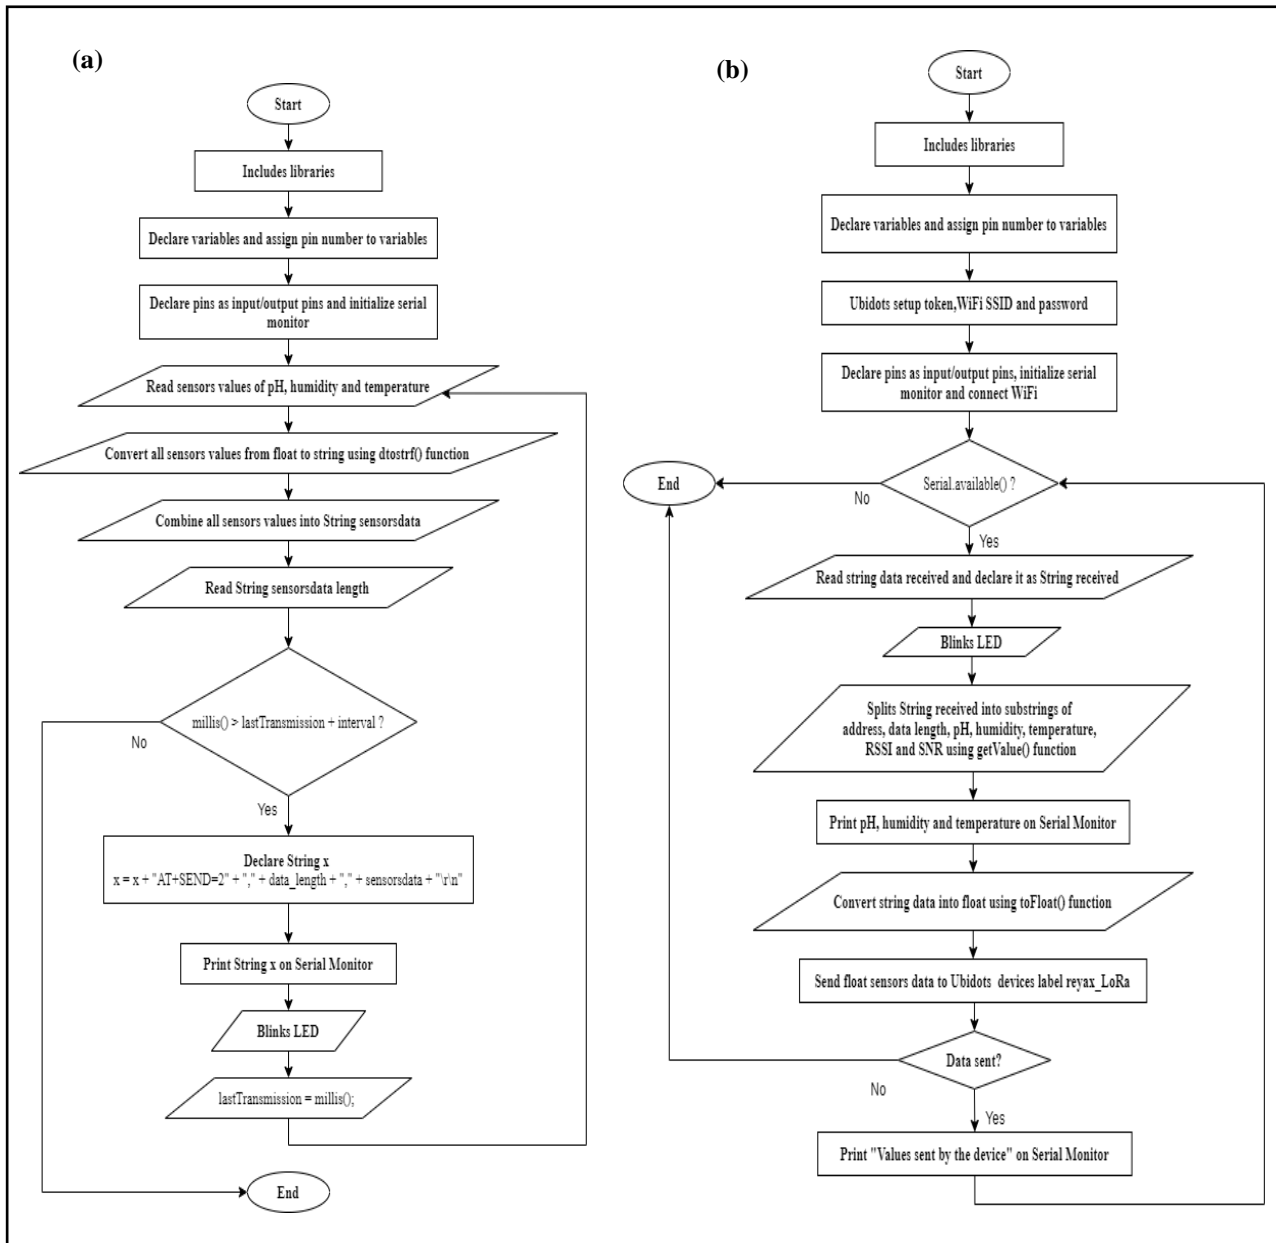 (a)
Start
Includes libraries
Declare variables and assign pin number to variables
Declare pins as input/output pins and initialize serial
monitor
Read sensors values of pH, humidity and temperature
Convert all sensors values from float to string using dtostrf() function
Combine all sensors values into String sensorsdata
Read String sensorsdata length
millis() > lastTransmission + interval ?
No
Yes
Declare String x
x = x + "AT+SEND=2" + "," + data_length + "," + sensorsdata + "\r\n"
Print String x on Serial Monitor
Blinks LED
lastTransmission = millis();
End
(b)
Start
Includes libraries
Declare variables and assign pin number to variables
Ubidots setup token,WiFi SSID and password
Declare pins as input/output pins, initialize serial
monitor and connect WiFi
Serial.available() ?
No
End
Yes
Read string data received and declare it as String received
Blinks LED
Splits String received into substrings of
address, data length, pH, humidity, temperature,
RSSI and SNR using getValue() function
Print pH, humidity and temperature on Serial Monitor
Convert string data into float using toFloat() function
Send float sensors data to Ubidots devices label reyax_LoRa
Data sent?
No
Yes
Print "Values sent by the device" on Serial Monitor